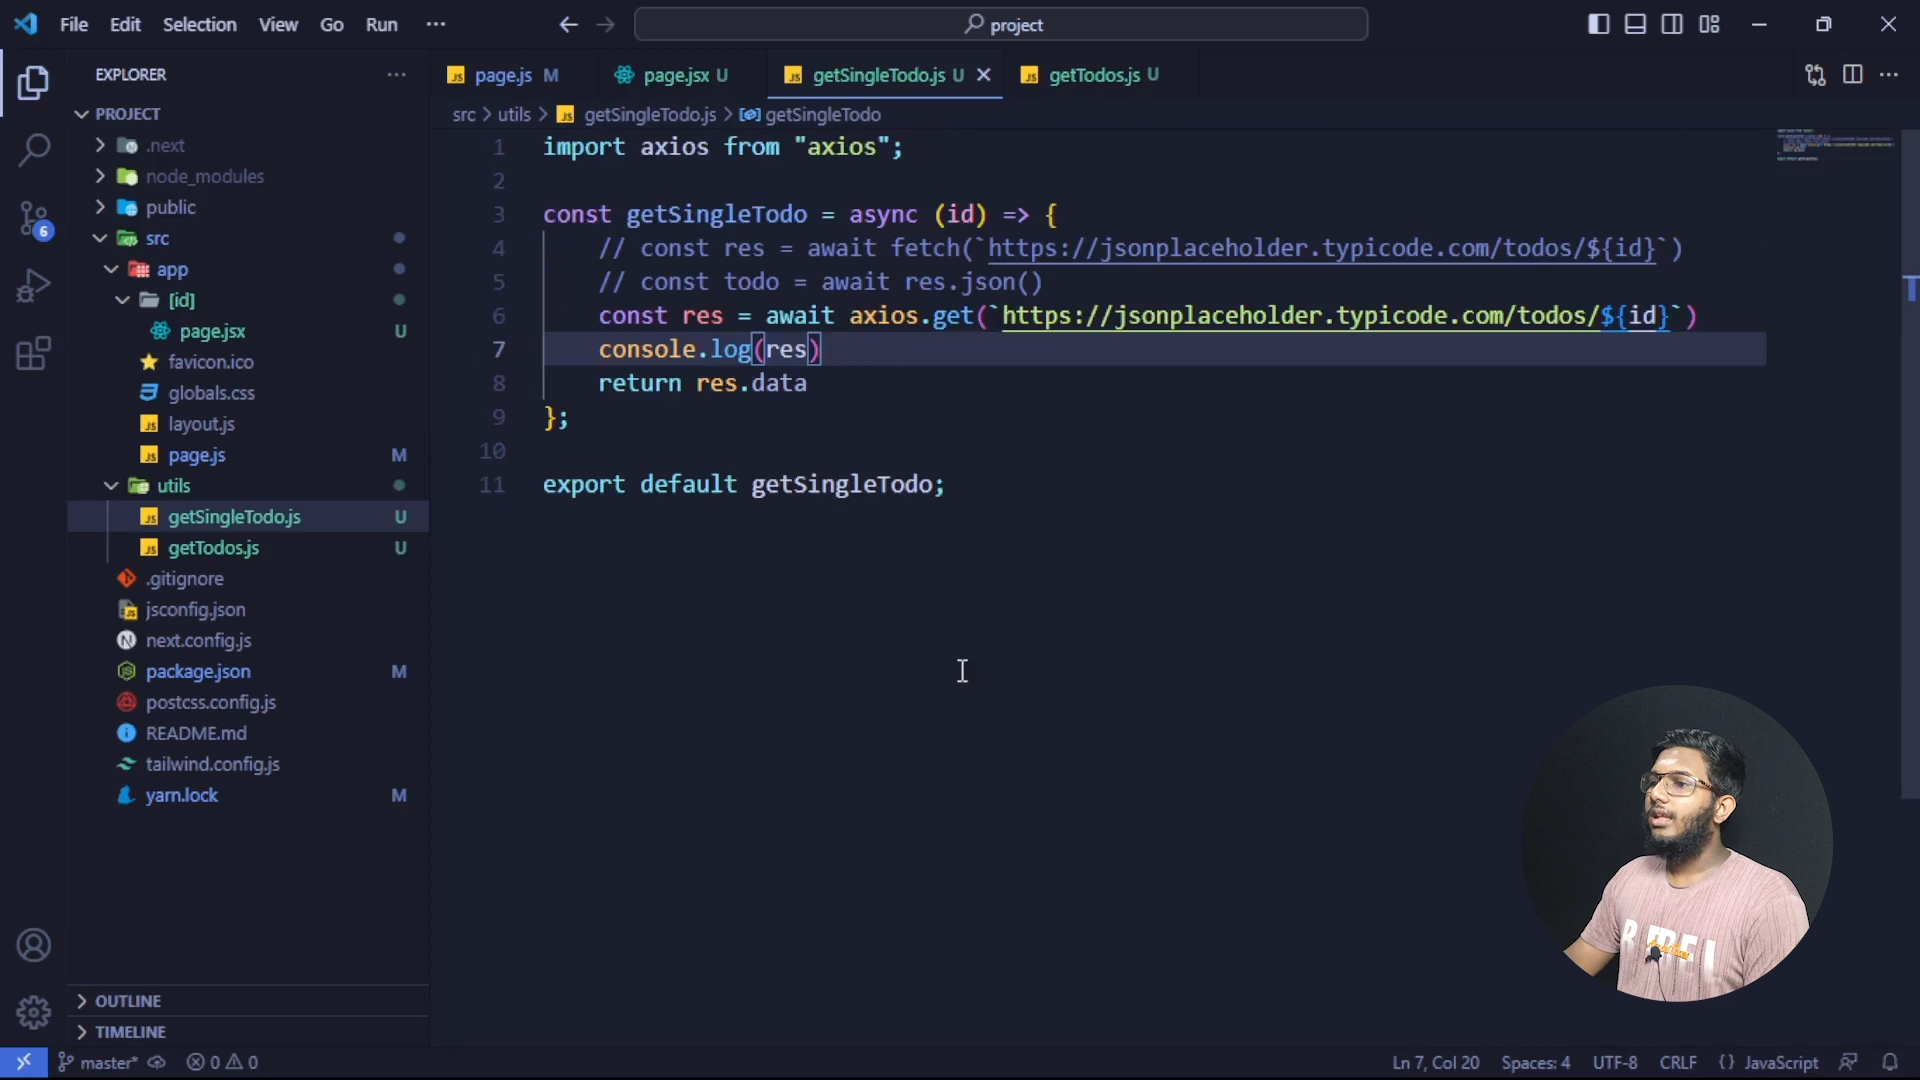 File Edit Selection View Go Run ···
project
EXPLORER
PROJECT
.next
node_modules
public
src
app
[id]
page.jsx U
favicon.ico
globals.css
layout.js
page.js M
utils
getSingleTodo.js U
getTodos.js U
.gitignore
jsconfig.json
next.config.js
package.json M
postcss.config.js
README.md
tailwind.config.js
yarn.lock M
OUTLINE
TIMELINE
6
page.js M
page.jsx U
getSingleTodo.js U
getTodos.js U
src > utils > getSingleTodo.js > getSingleTodo
1 import axios from "axios";
2
3 const getSingleTodo = async (id) => {
4 // const res = await fetch(`https://jsonplaceholder.typicode.com/todos/${id}`)
5 // const todo = await res.json()
6 const res = await axios.get(`https://jsonplaceholder.typicode.com/todos/${id}`)
7 console.log(res)
8 return res.data
9 };
10
11 export default getSingleTodo;
master* 0 0
Ln 7, Col 20 Spaces: 4 UTF-8 CRLF {} JavaScript